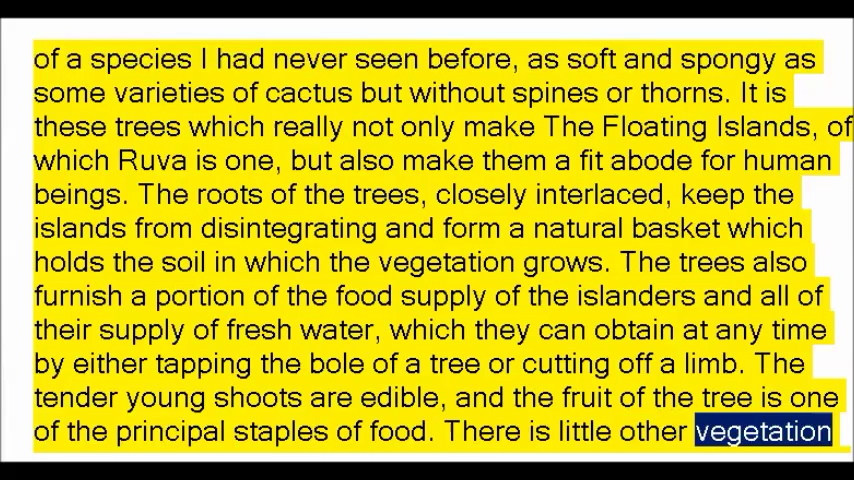 of a species I had never seen before, as soft and spongy as
some varieties of cactus but without spines or thorns. It is
these trees which really not only make The Floating Islands, of
which Ruva is one, but also make them a fit abode for human
beings. The roots of the trees, closely interlaced, keep the
islands from disintegrating and form a natural basket which
holds the soil in which the vegetation grows. The trees also
furnish a portion of the food supply of the islanders and all of
their supply of fresh water, which they can obtain at any time
by either tapping the bole of a tree or cutting off a limb. The
tender young shoots are edible, and the fruit of the tree is one
of the principal staples of food. There is little other vegetation